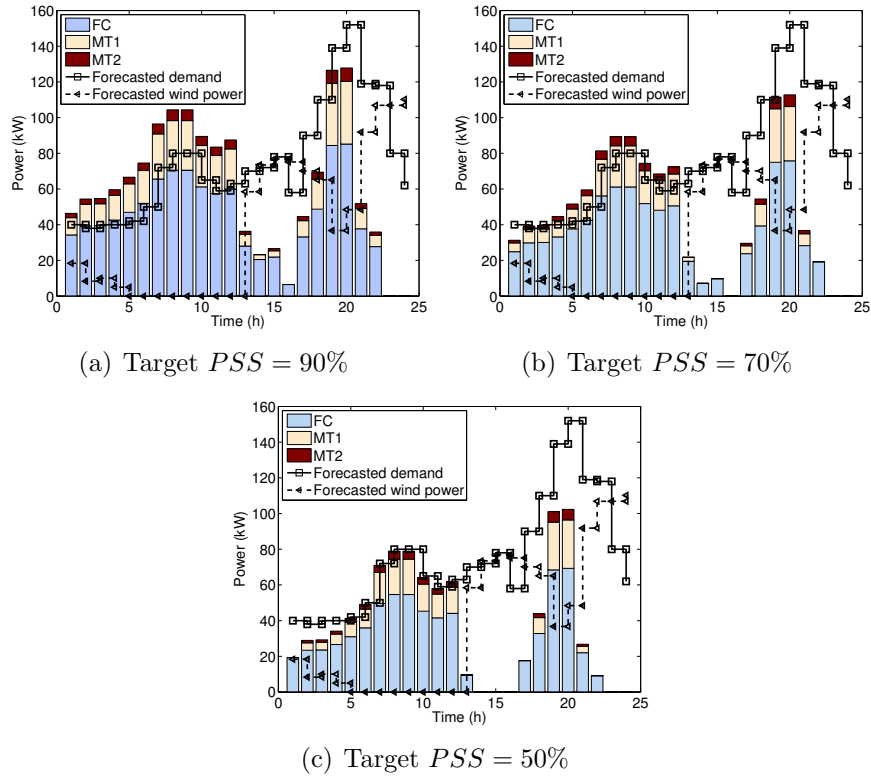 160
140
120
100
80
60
40
20
0
Power (kW)
FC
MT1
MT2
Forecasted demand
Forecasted wind power
0 5 10 15 20 25
Time (h)
(a) Target PSS = 90%
160
140
120
100
80
60
40
20
0
Power (kW)
FC
MT1
MT2
Forecasted demand
Forecasted wind power
0 5 10 15 20 25
Time (h)
(b) Target PSS = 70%
160
140
120
100
80
60
40
20
0
Power (kW)
FC
MT1
MT2
Forecasted demand
Forecasted wind power
0 5 10 15 20 25
Time (h)
(c) Target PSS = 50%